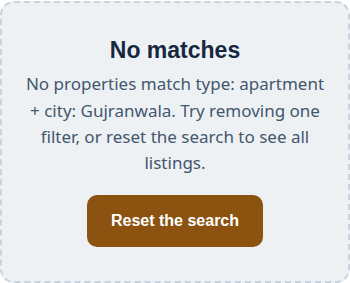 No matches
No properties match type: apartment
+ city: Gujranwala. Try removing one
filter, or reset the search to see all
listings.
Reset the search